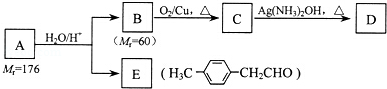 A
Mᵣ=176
H₂O/H⁺
B
(Mᵣ=60)
O₂/Cu, △
C
Ag(NH₃)₂OH, △
D
E
(H₃C CH₂CHO)